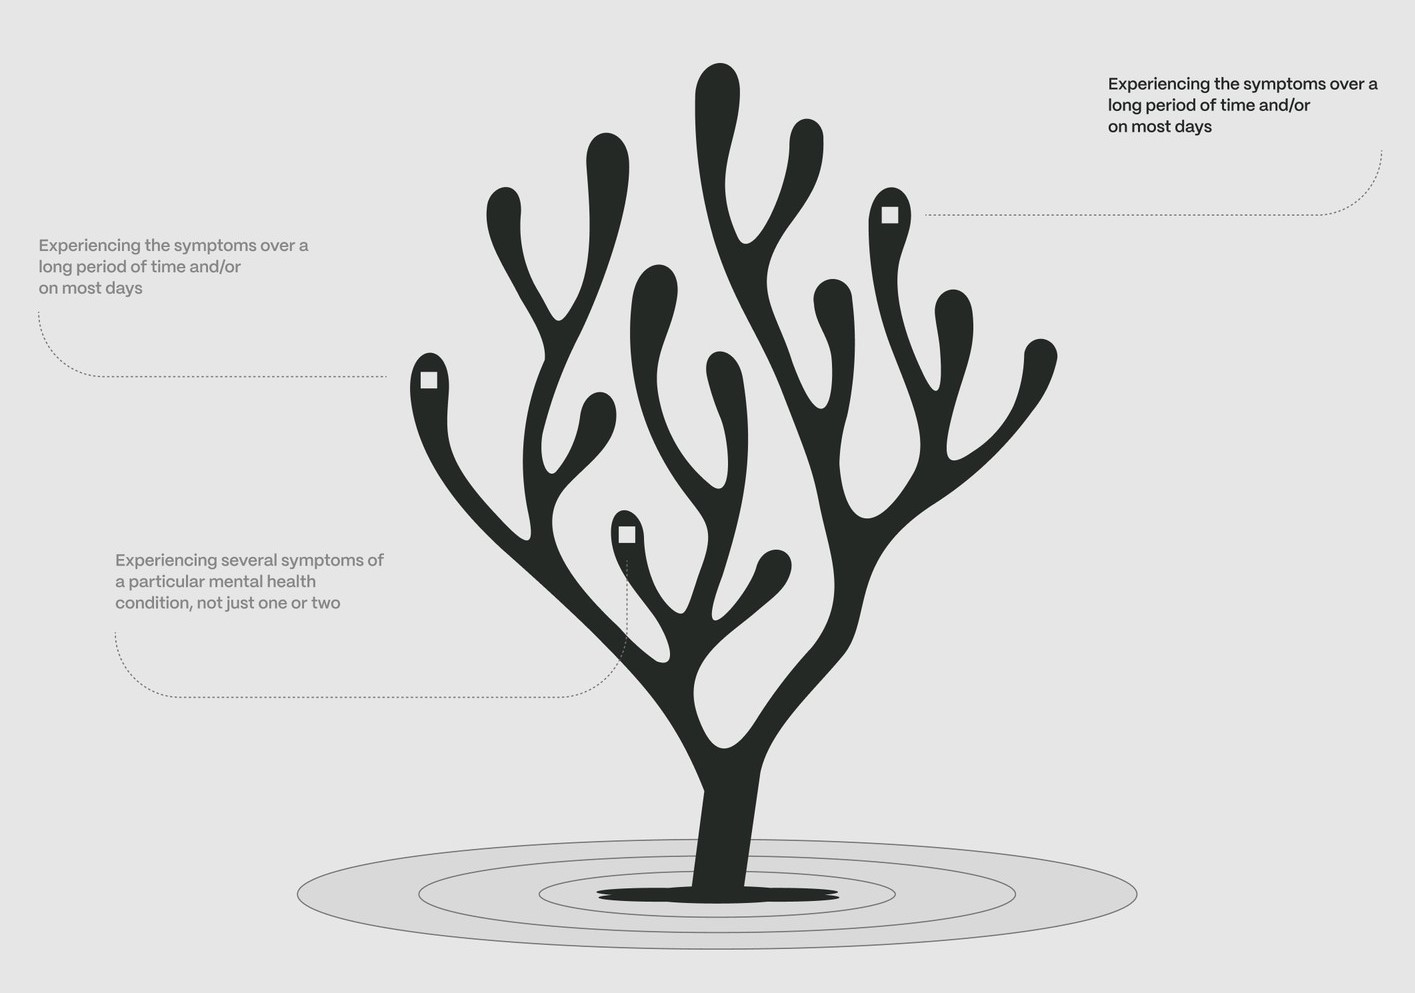 Experiencing the symptoms over a
long period of time and/or
on most days
Experiencing the symptoms over a
long period of time and/or
on most days
Experiencing several symptoms of
a particular mental health
condition, not just one or two